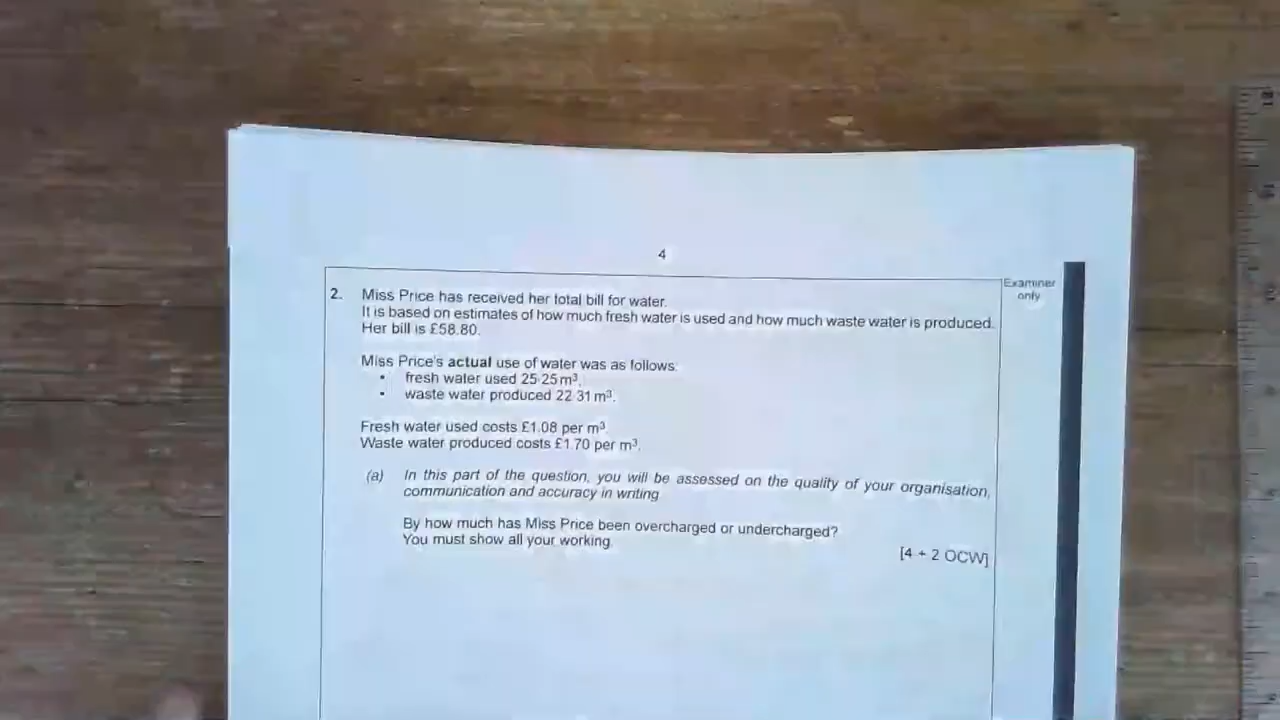 4
Examiner
only
2. Miss Price has received her total bill for water.
It is based on estimates of how much fresh water is used and how much waste water is produced.
Her bill is £58.80.
Miss Price's actual use of water was as follows:
• fresh water used 25·25 m³,
• waste water produced 22·31 m³.
Fresh water used costs £1.08 per m³.
Waste water produced costs £1.70 per m³.
(a) In this part of the question, you will be assessed on the quality of your organisation,
communication and accuracy in writing.
By how much has Miss Price been overcharged or undercharged?
You must show all your working.
[4 + 2 OCW]